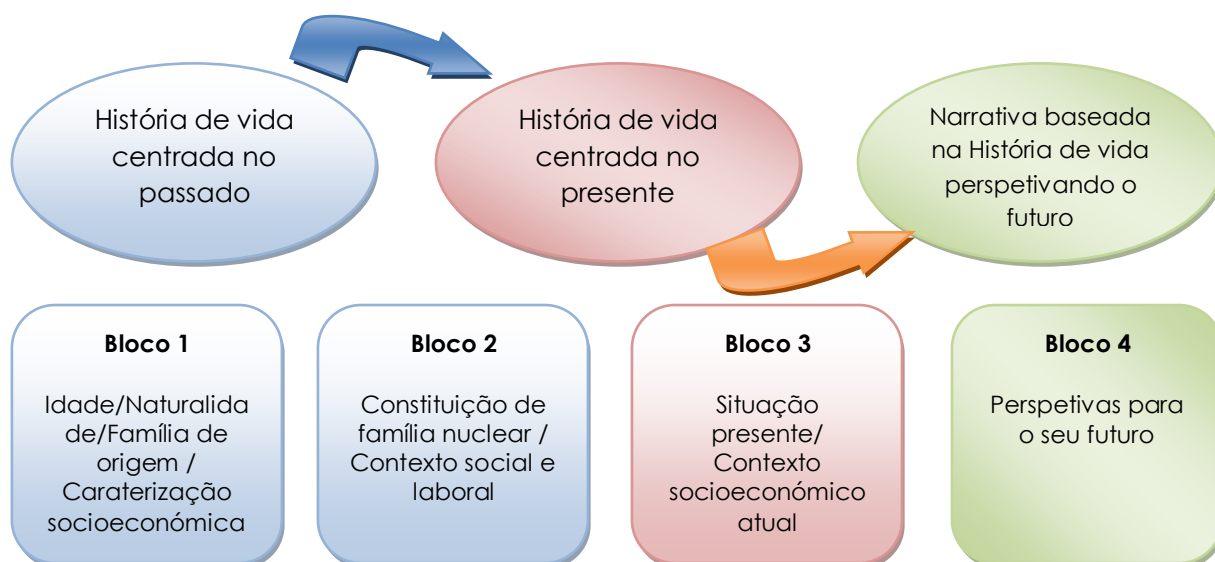 História de vida
centrada no
passado
História de vida
centrada no
presente
Narrativa baseada
na História de vida
perspetivando o
futuro
Bloco 1
Idade/Naturalida
de/Família de
origem /
Caraterização
socioeconómica
Bloco 2
Constituição de
família nuclear /
Contexto social e
laboral
Bloco 3
Situação
presente/
Contexto
socioeconómico
atual
Bloco 4
Perspetivas para
o seu futuro